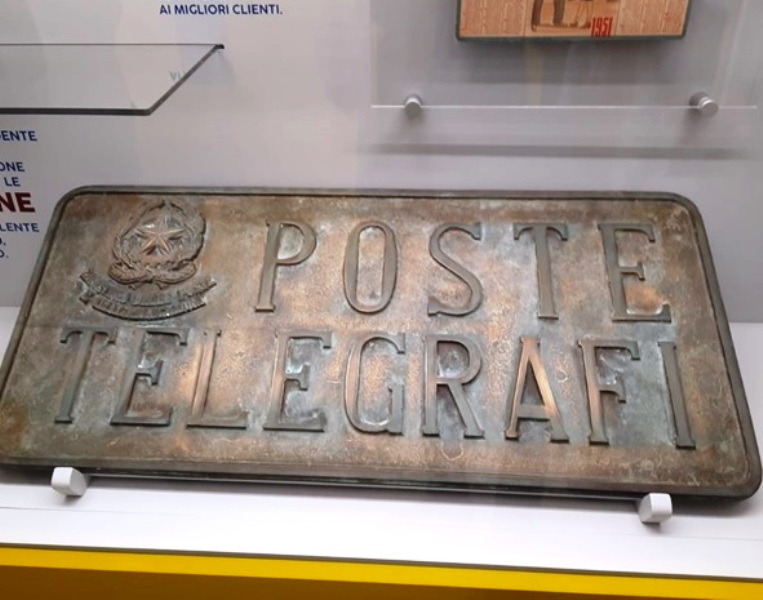 AI MIGLIORI CLIENTI.
1951
ENTE
ONE
LE
NE
LENTE
O.
POSTE
TELEGRAFI